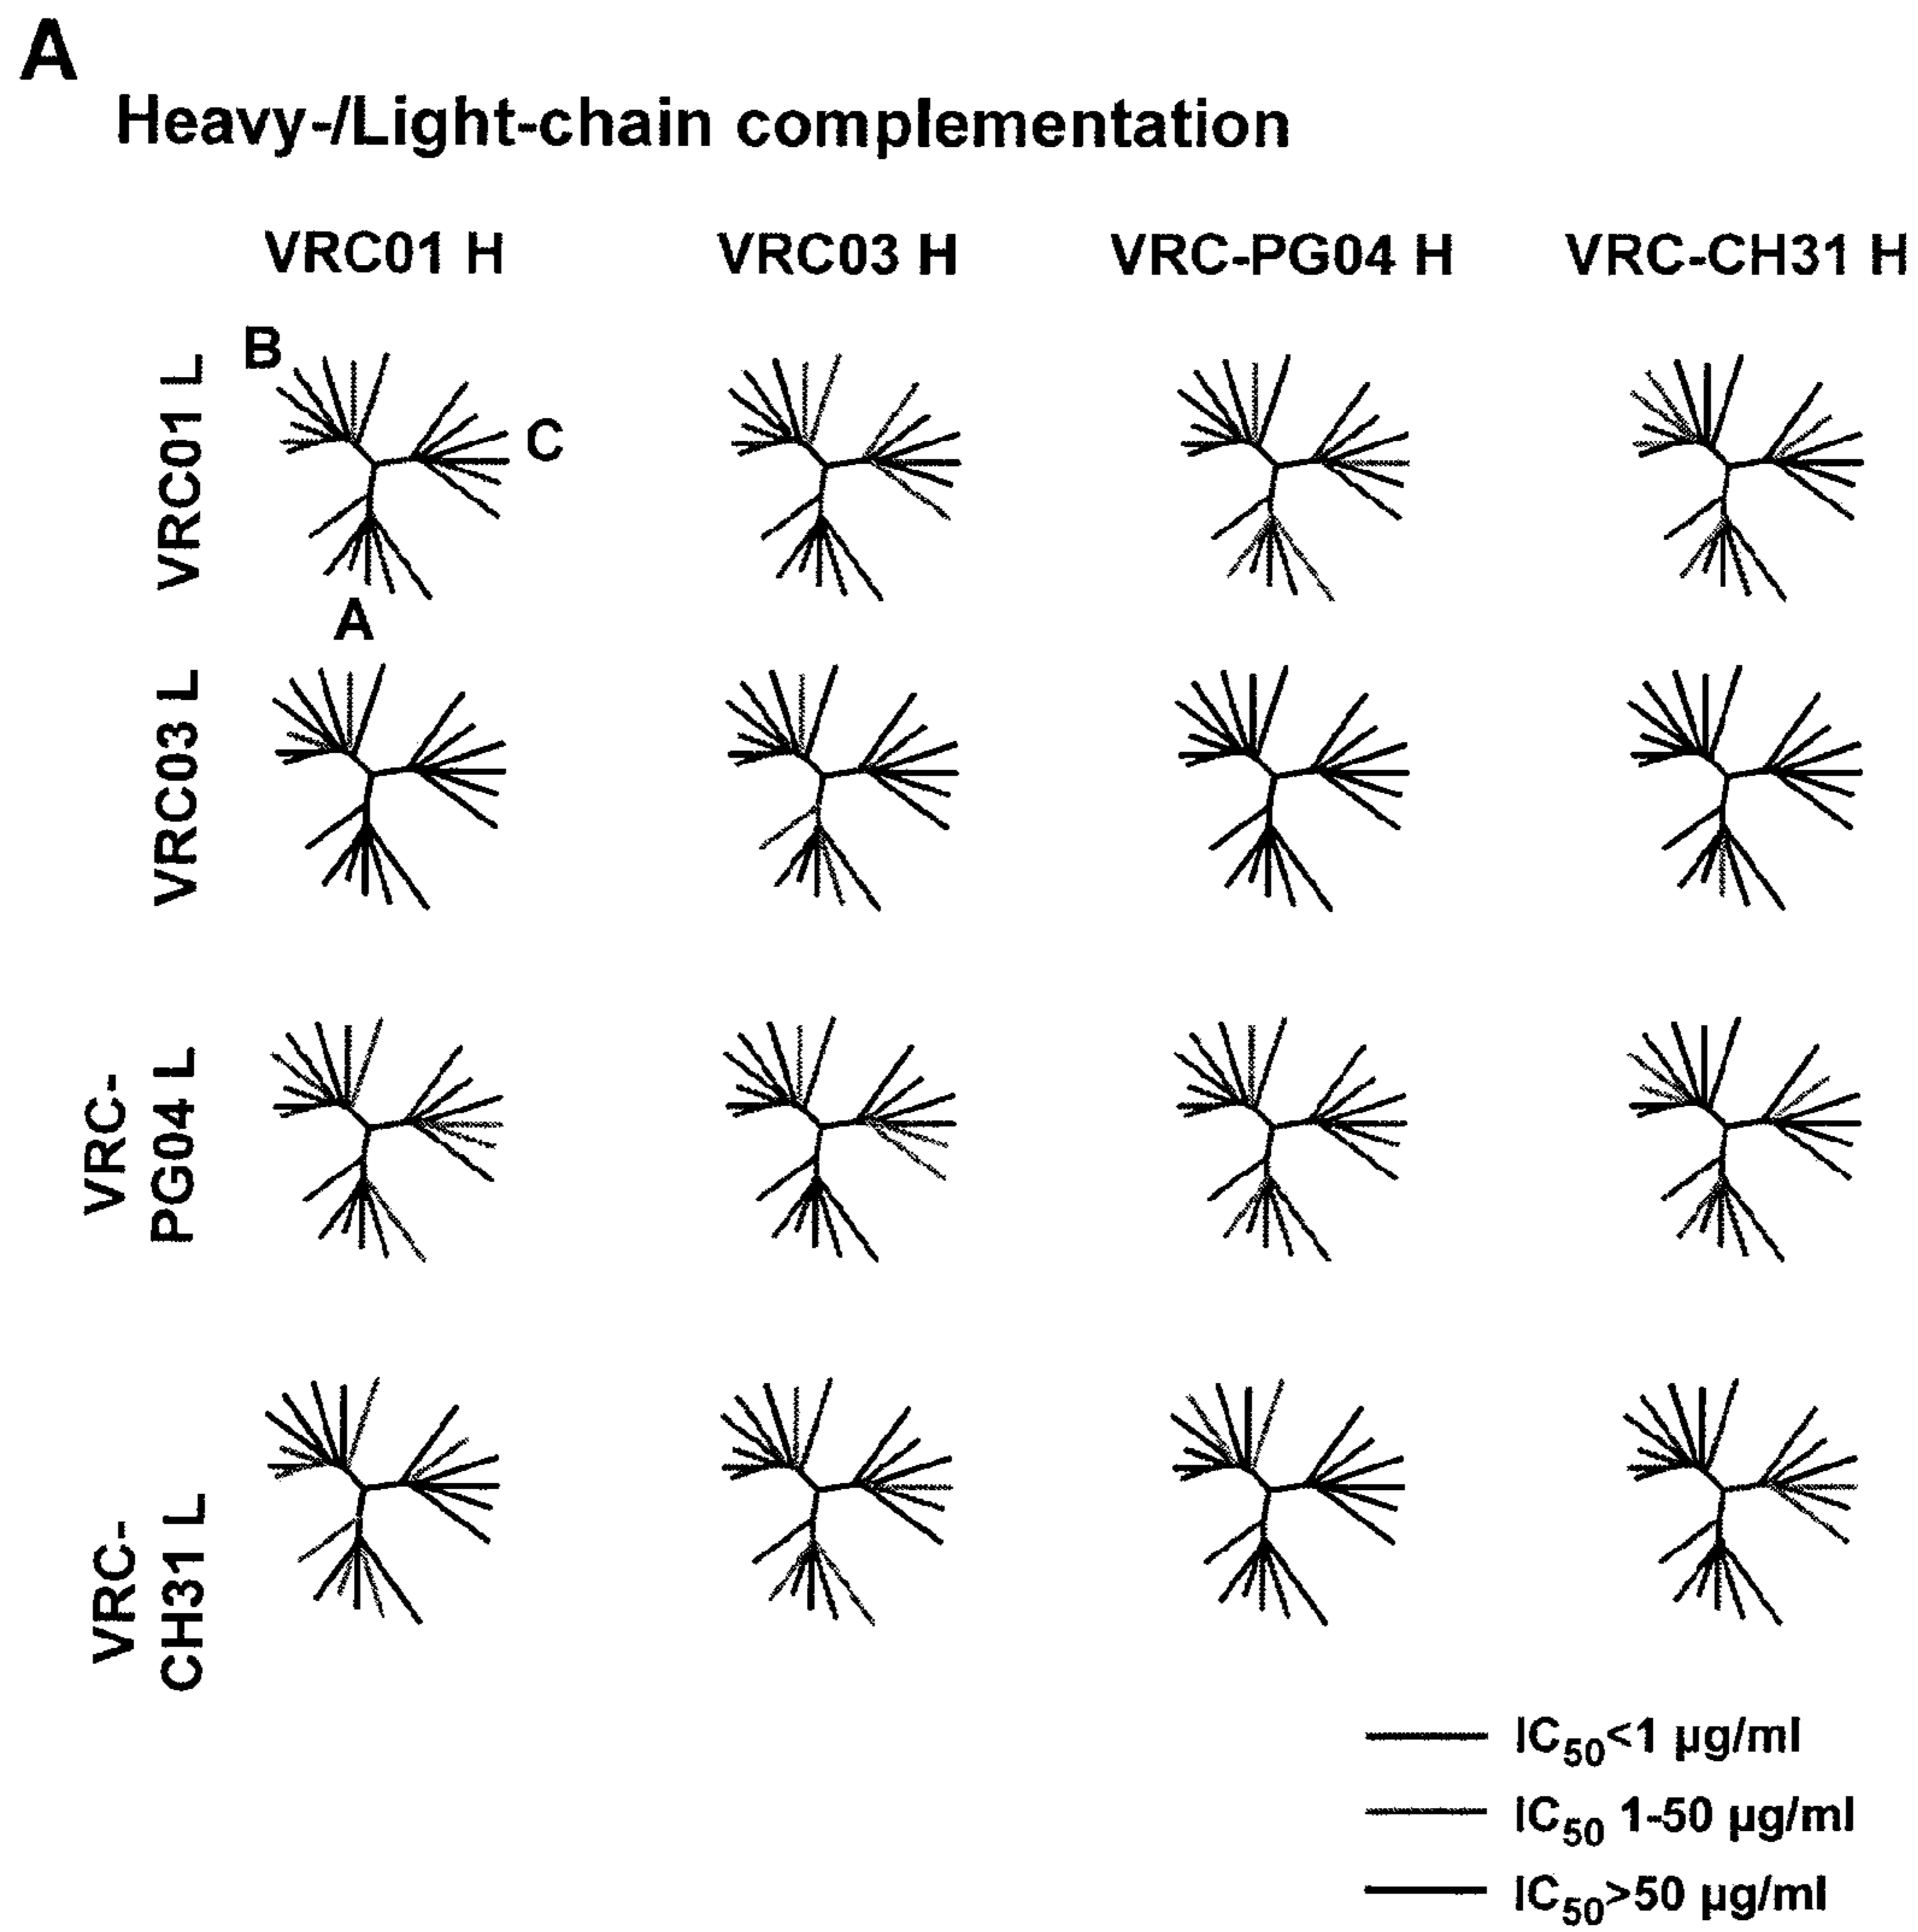 A
Heavy-/Light-chain complementation
VRC01 H VRC03 H VRC-PG04 H VRC-CH31 H
VRC01 L
B
C
A
VRC03 L
VRC-
PG04 L
VRC-
CH31 L
IC50<1 µg/ml
IC50 1-50 µg/ml
IC50>50 µg/ml